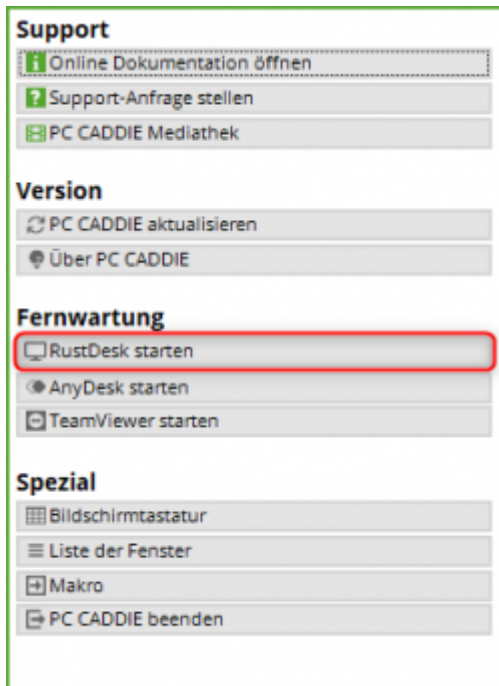 Support
Online Dokumentation öffnen
Support-Anfrage stellen
PC CADDIE Mediathek
Version
PC CADDIE aktualisieren
Über PC CADDIE
Fernwartung
RustDesk starten
AnyDesk starten
TeamViewer starten
Spezial
Bildschirmtastatur
Liste der Fenster
Makro
PC CADDIE beenden